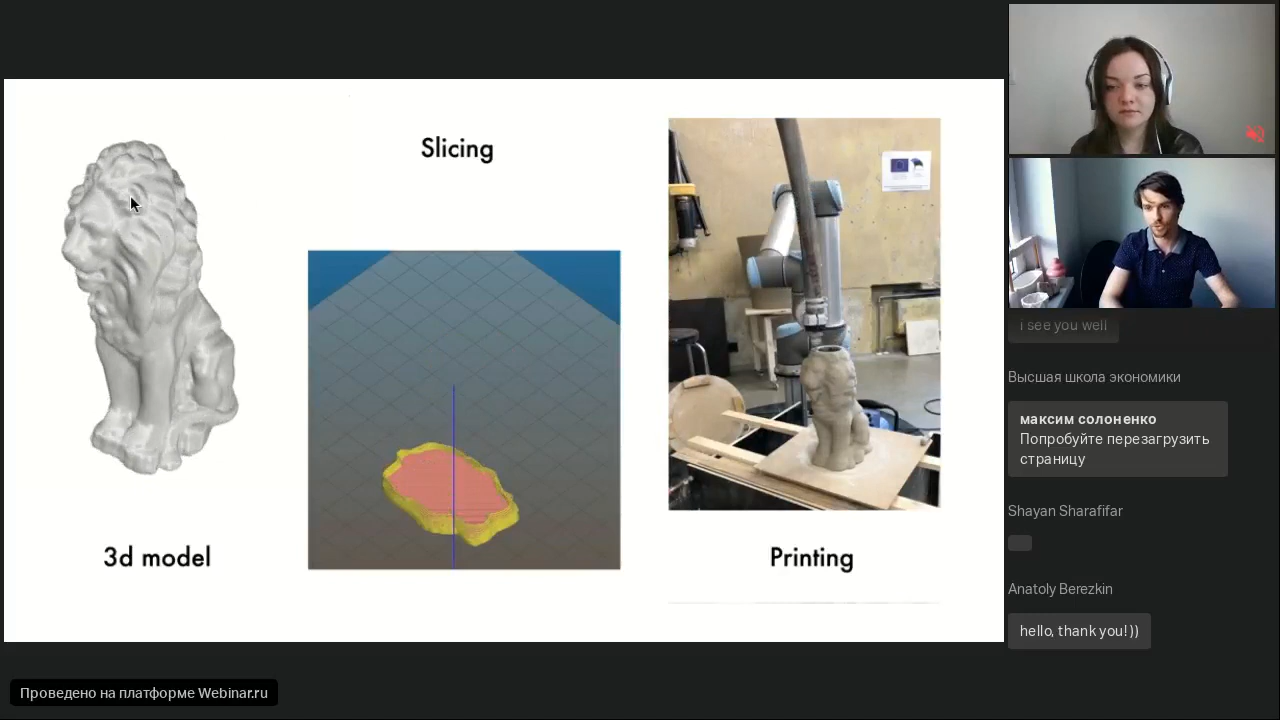 Slicing
3d model
Printing
i see you well
Высшая школа экономики
максим солоненко
Попробуйте перезагрузить
страницу
Shayan Sharafifar
Anatoly Berezkin
hello, thank you!))
Проведено на платформе Webinar.ru